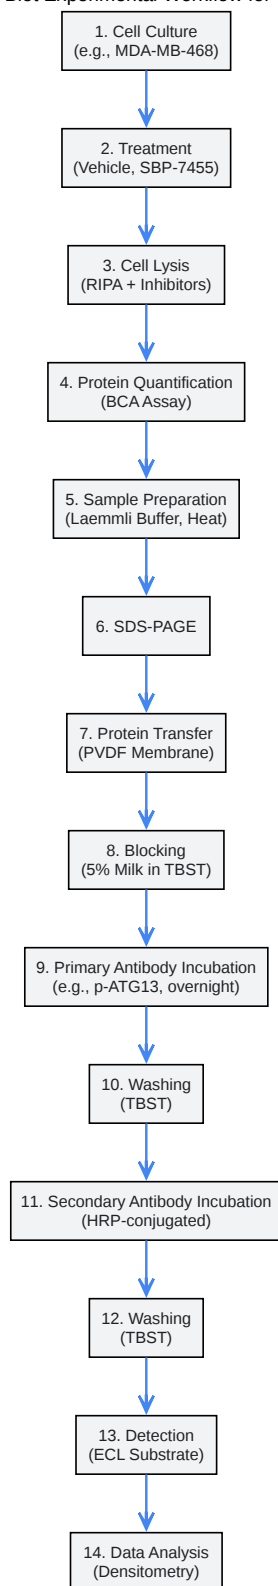 Blot Experimental Workflow for
1. Cell Culture
(e.g., MDA-MB-468)
2. Treatment
(Vehicle, SBP-7455)
3. Cell Lysis
(RIPA + Inhibitors)
4. Protein Quantification
(BCA Assay)
5. Sample Preparation
(Laemmli Buffer, Heat)
6. SDS-PAGE
7. Protein Transfer
(PVDF Membrane)
8. Blocking
(5% Milk in TBST)
9. Primary Antibody Incubation
(e.g., p-ATG13, overnight)
10. Washing
(TBST)
11. Secondary Antibody Incubation
(HRP-conjugated)
12. Washing
(TBST)
13. Detection
(ECL Substrate)
14. Data Analysis
(Densitometry)